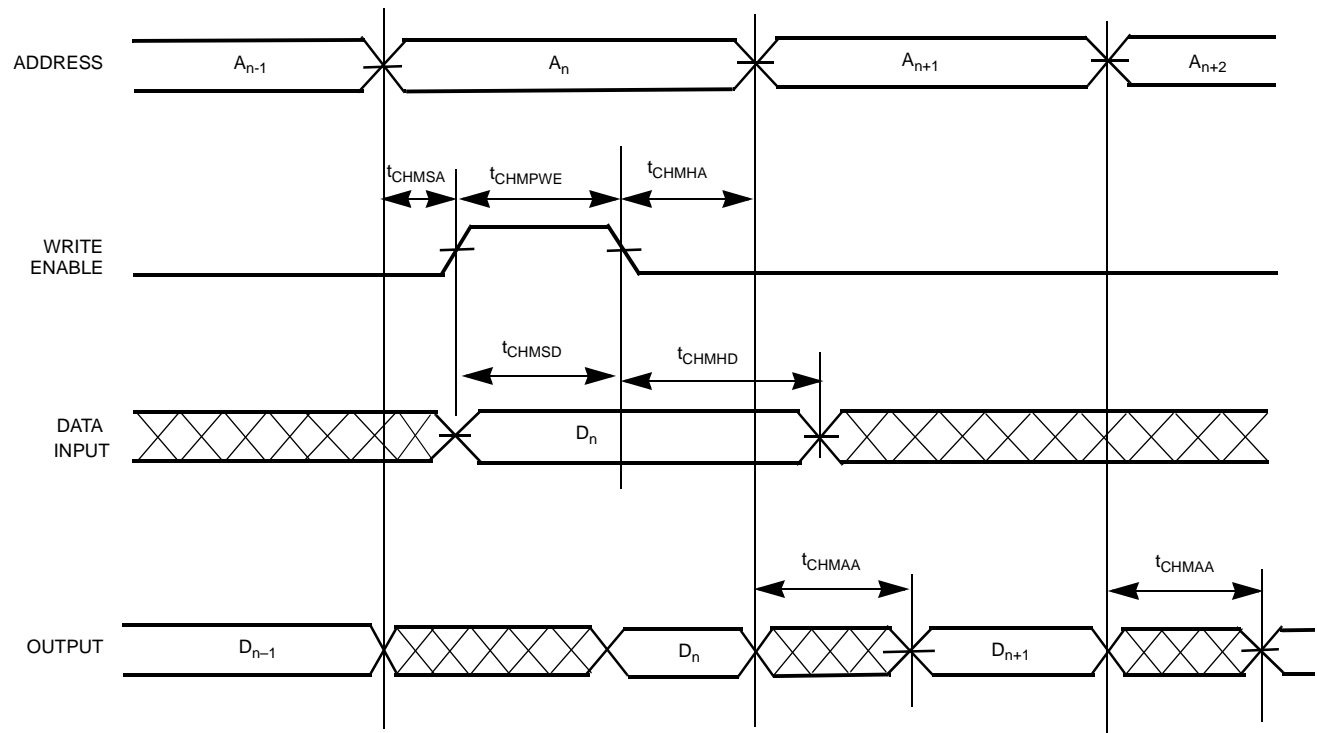 ADDRESS
An-1
An
An+1
An+2
tCHMSA
tCHMPWE
tCHMHA
WRITE
ENABLE
tCHMSD
tCHMHD
DATA
INPUT
Dn
tCHMAA
tCHMAA
OUTPUT
Dn–1
Dn
Dn+1